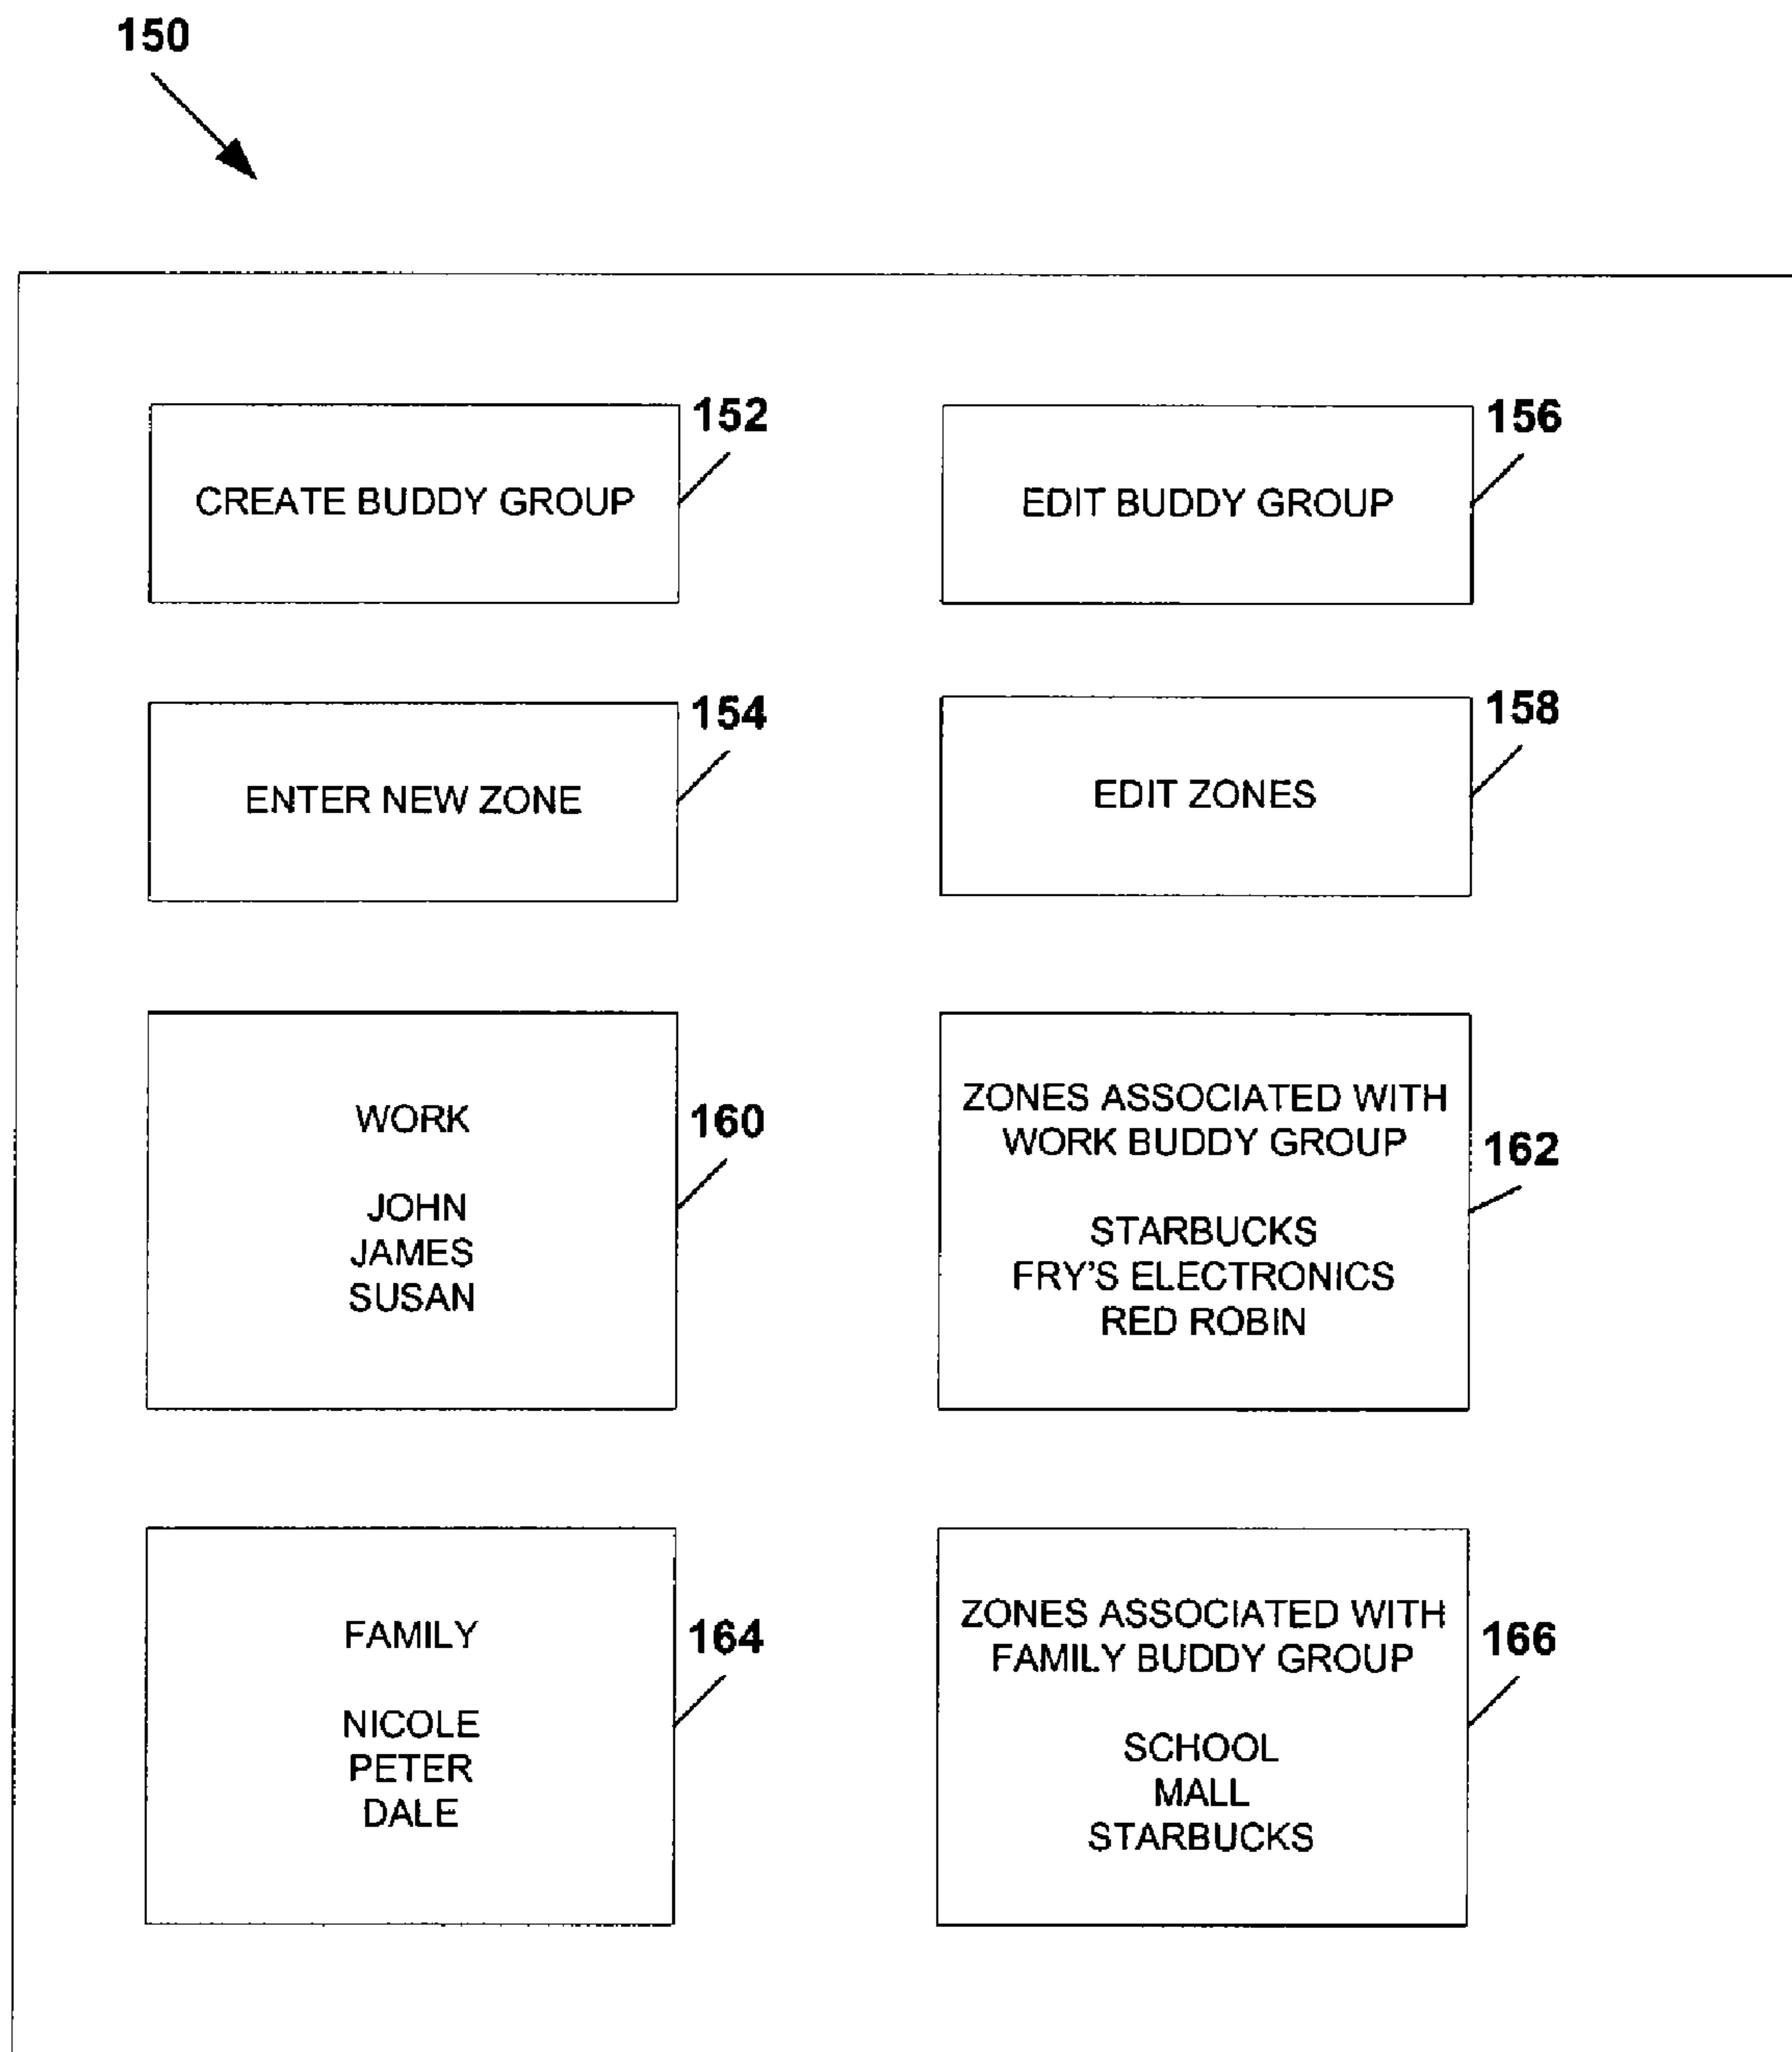 150
152
CREATE BUDDY GROUP
156
EDIT BUDDY GROUP
154
ENTER NEW ZONE
158
EDIT ZONES
160
WORK
JOHN
JAMES
SUSAN
162
ZONES ASSOCIATED WITH
WORK BUDDY GROUP
STARBUCKS
FRY'S ELECTRONICS
RED ROBIN
164
FAMILY
NICOLE
PETER
DALE
166
ZONES ASSOCIATED WITH
FAMILY BUDDY GROUP
SCHOOL
MALL
STARBUCKS